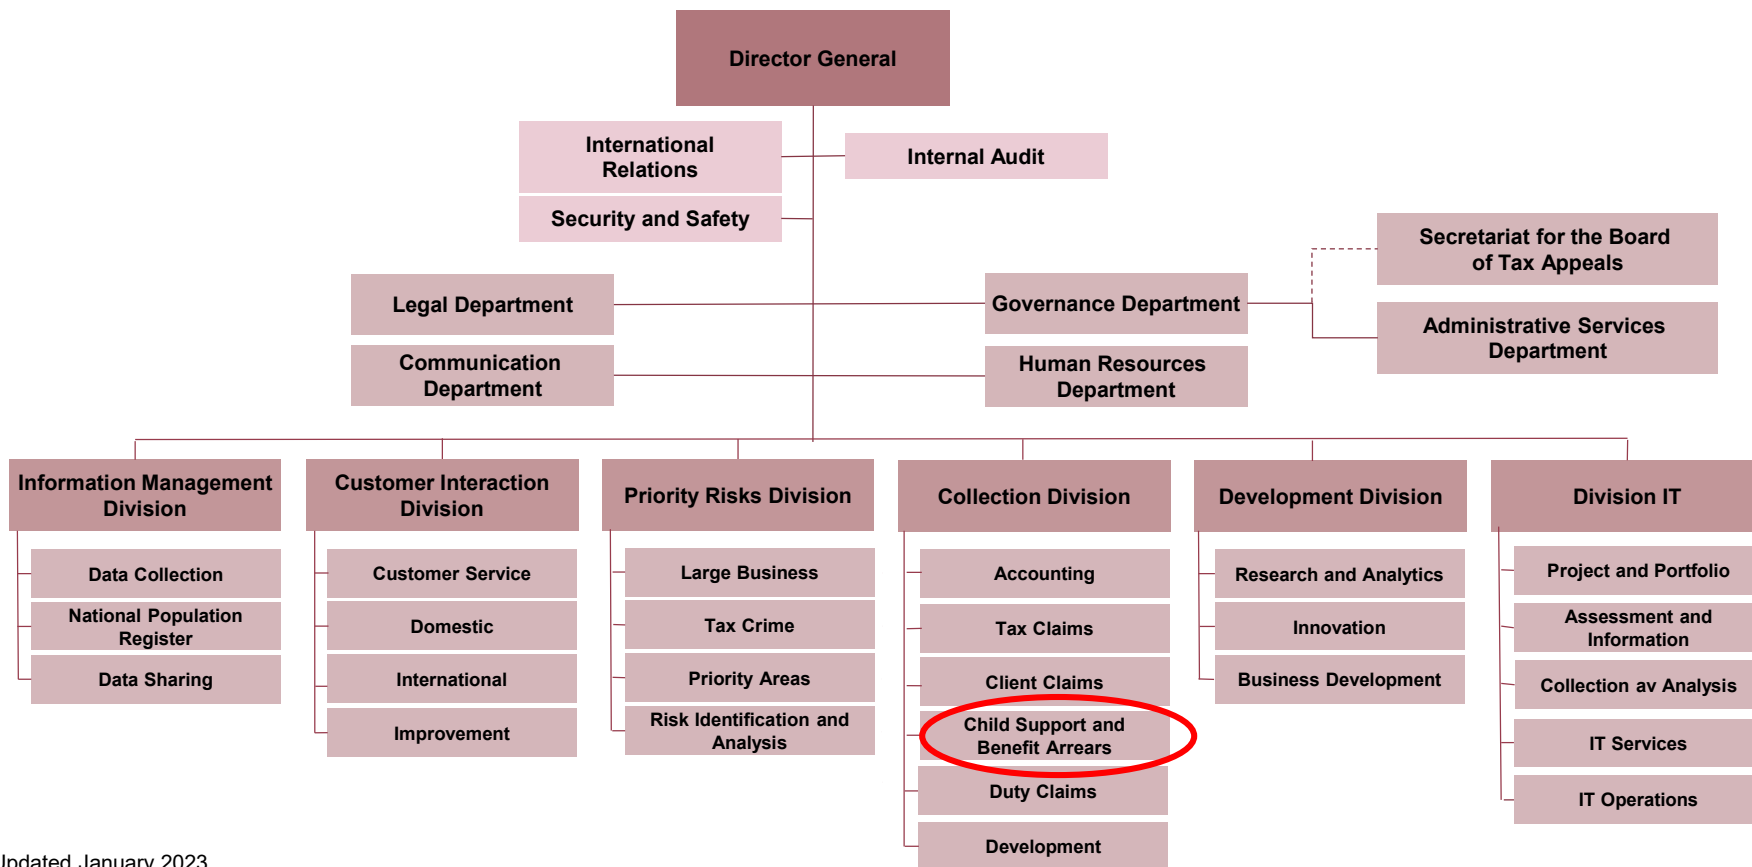 Director General
International
Relations
Internal Audit
Security and Safety
Secretariat for the Board
of Tax Appeals
Legal Department
Governance Department
Administrative Services
Department
Communication
Department
Human Resources
Department
Information Management
Division
Data Collection
National Population
Register
Data Sharing
Customer Interaction
Division
Customer Service
Domestic
International
Improvement
Priority Risks Division
Large Business
Tax Crime
Priority Areas
Risk Identification and
Analysis
Collection Division
Accounting
Tax Claims
Client Claims
Child Support and
Benefit Arrears
Duty Claims
Development
Development Division
Research and Analytics
Innovation
Business Development
Division IT
Project and Portfolio
Assessment and
Information
Collection av Analysis
IT Services
IT Operations
Updated January 2023